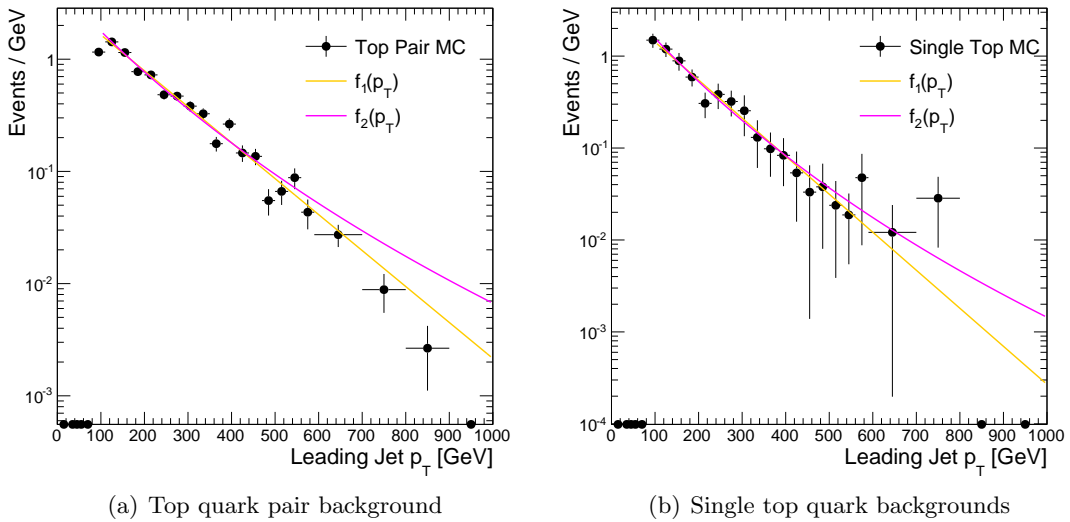 Events / GeV
1
10⁻¹
10⁻²
10⁻³
Top Pair MC
f₁(p_T)
f₂(p_T)
0 100 200 300 400 500 600 700 800 900 1000
Leading Jet p_T [GeV]
(a) Top quark pair background
Events / GeV
1
10⁻¹
10⁻²
10⁻³
10⁻⁴
Single Top MC
f₁(p_T)
f₂(p_T)
0 100 200 300 400 500 600 700 800 900 1000
Leading Jet p_T [GeV]
(b) Single top quark backgrounds